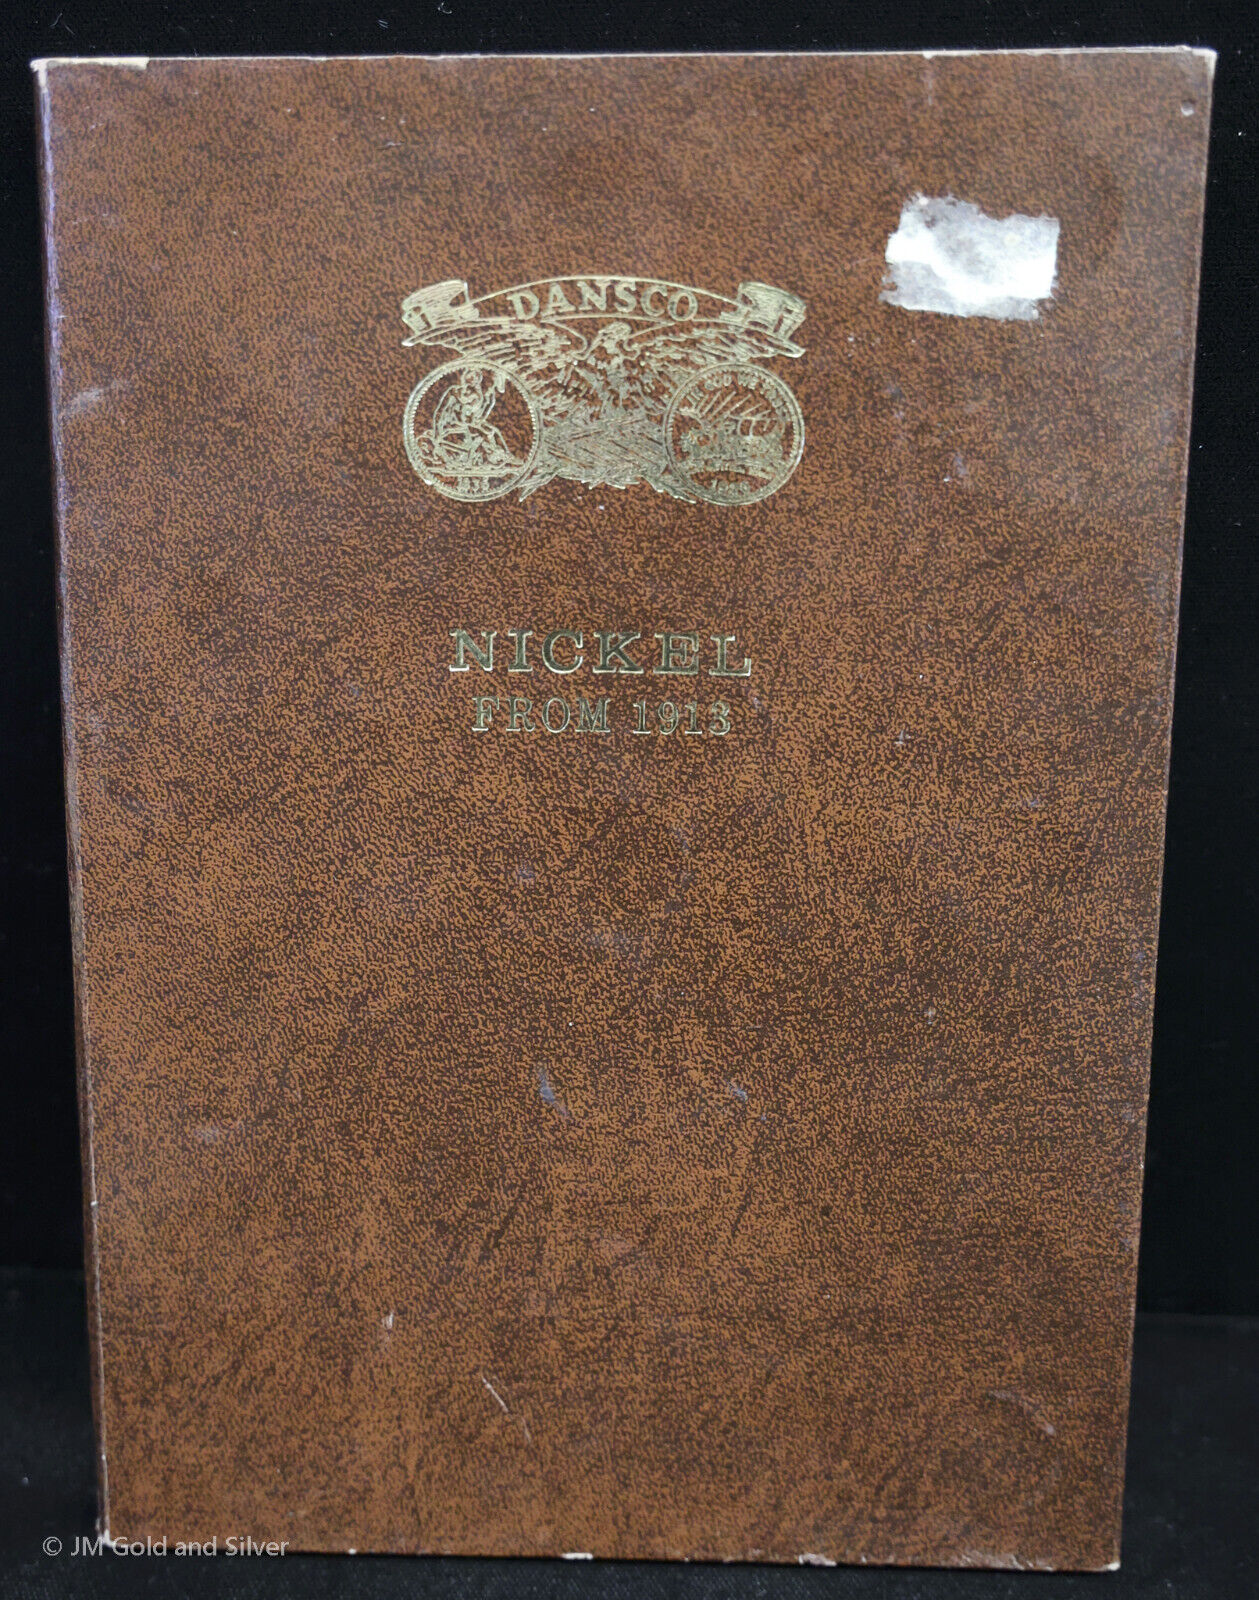 DANSCO
NICKEL
FROM 1913
© JM Gold and Silver